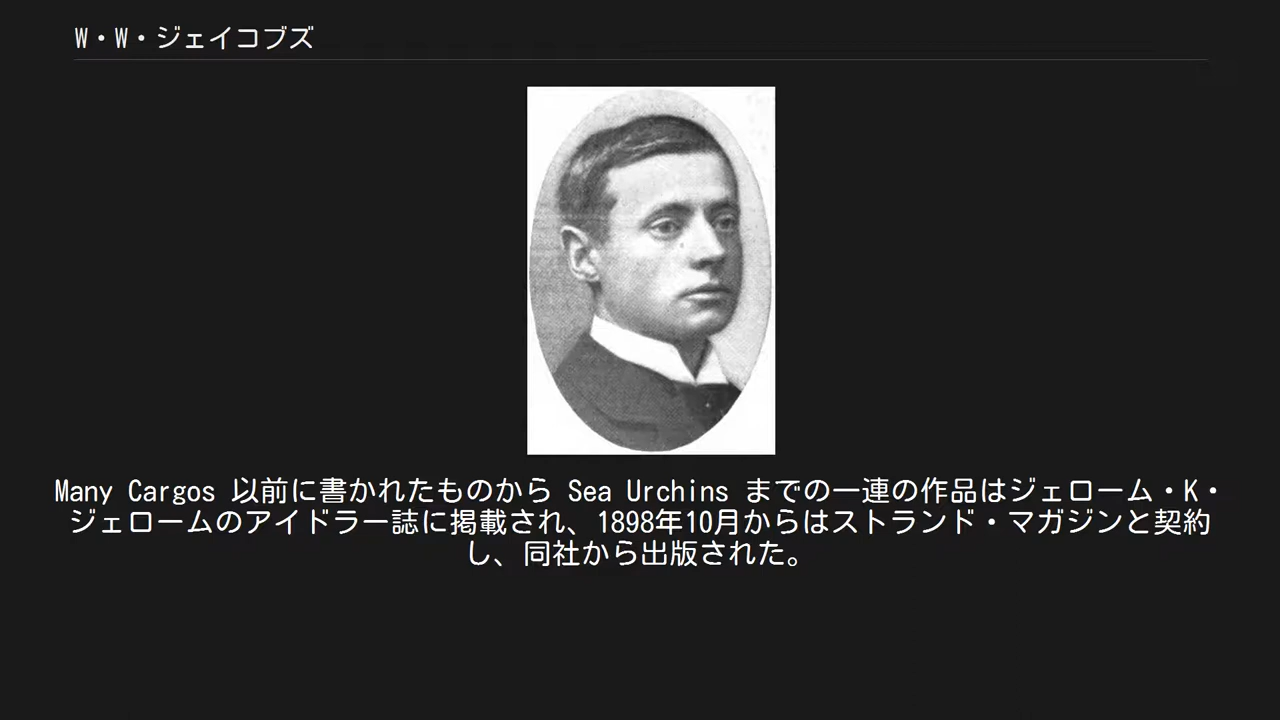 W・W・ジェイコブズ
Many Cargos 以前に書かれたものから Sea Urchins までの一連の作品はジェローム・K・
ジェロームのアイドラー誌に掲載され、1898年10月からはストランド・マガジンと契約
し、同社から出版された。